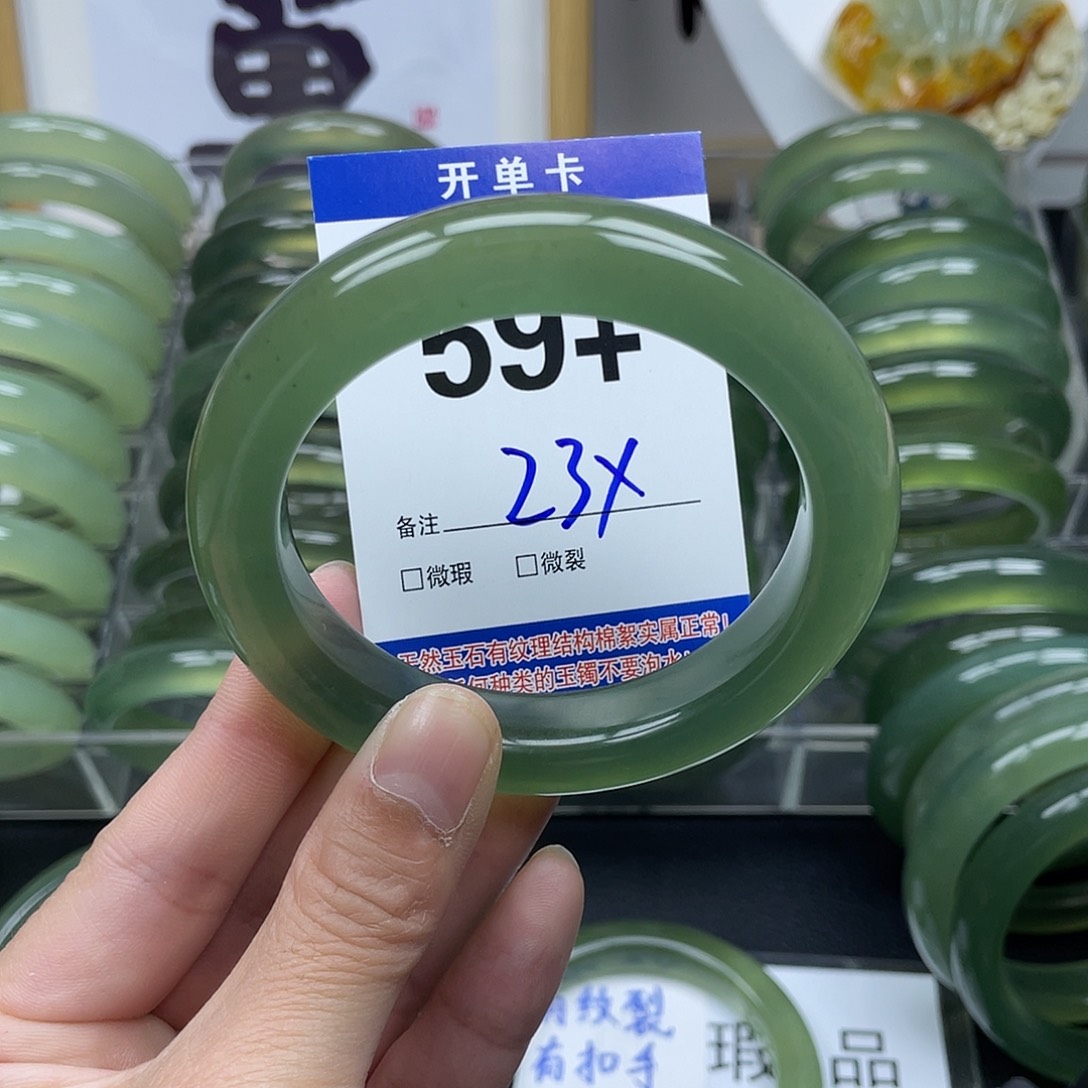 开单卡
59+
23X
备注
□微瑕 □微裂
天然玉石有纹理结构棉絮实属正常!
任何种类的玉镯不要泡水
纹裂
有扣手
瑕品